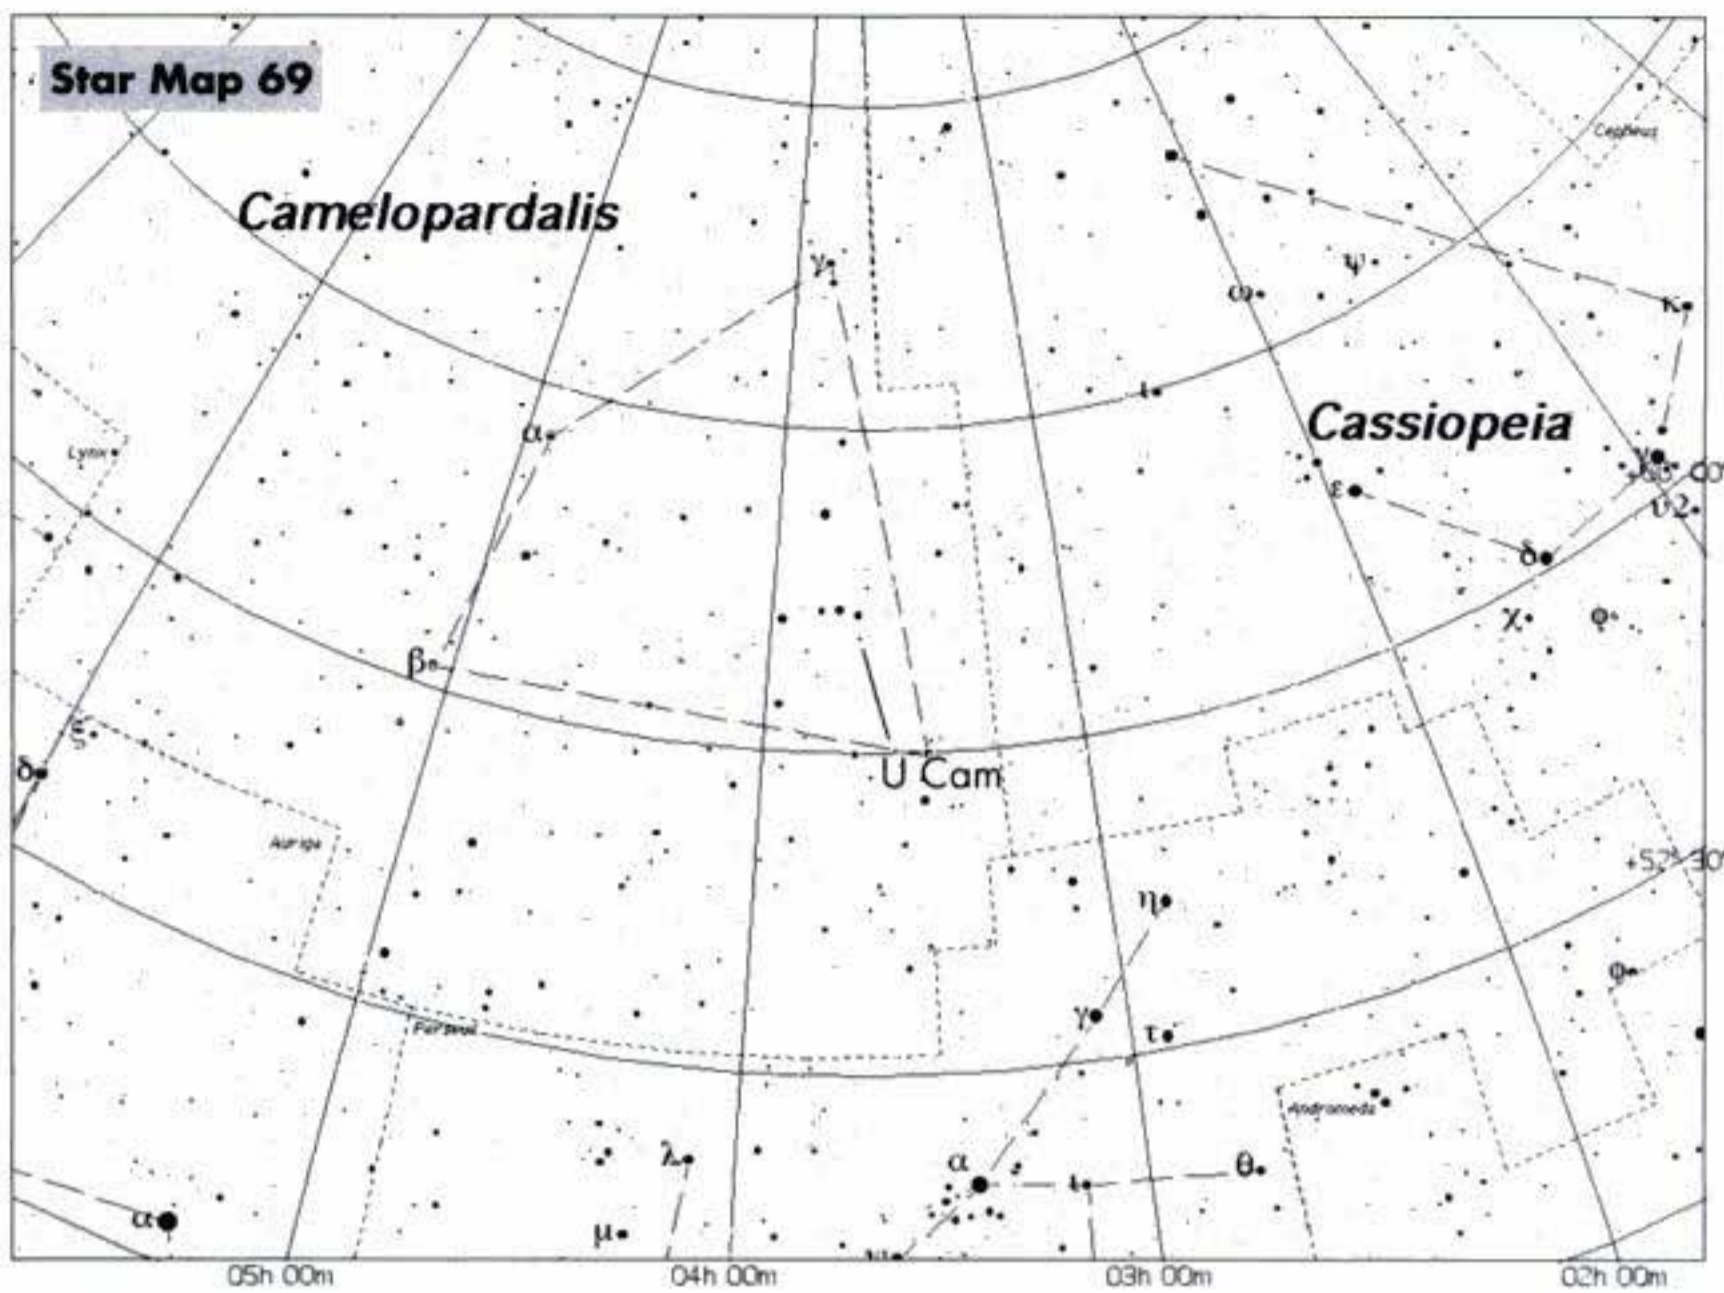 Star Map 69
Cepheus
Camelopardalis
γ
ψ
ω
κ
ι
α
Cassiopeia
Lynx
γ
ε
υ2
δ
χ
φ
β
ξ
δ
U Cam
Auriga
+52° 30'
η
φ
γ
τ
Perseus
Andromeda
λ
α
ι
θ
α
μ
05h 00m
04h 00m
03h 00m
02h 00m